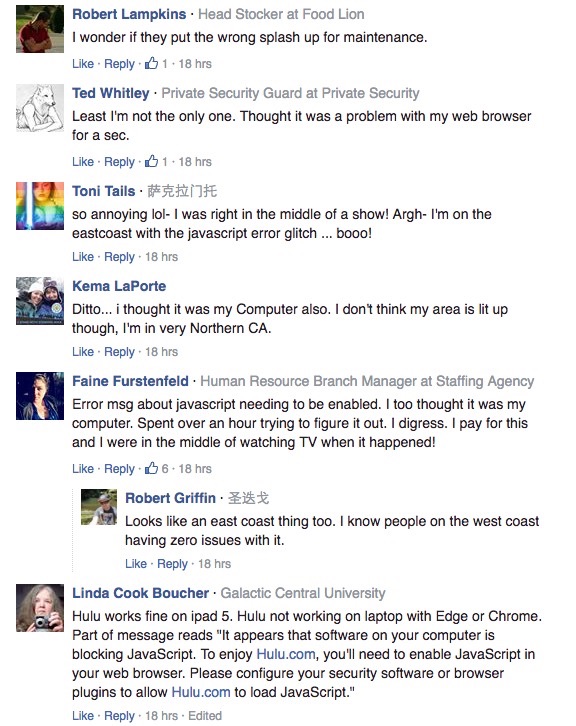 Robert Lampkins · Head Stocker at Food Lion
I wonder if they put the wrong splash up for maintenance.
Like · Reply · 1 · 18 hrs
Ted Whitley · Private Security Guard at Private Security
Least I'm not the only one. Thought it was a problem with my web browser
for a sec.
Like · Reply · 1 · 18 hrs
Toni Tails · 萨克拉门托
so annoying lol- I was right in the middle of a show! Argh- I'm on the
eastcoast with the javascript error glitch ... booo!
Like · Reply · 18 hrs
Kema LaPorte
Ditto... i thought it was my Computer also. I don't think my area is lit up
though, I'm in very Northern CA.
Like · Reply · 18 hrs
Faine Furstenfeld · Human Resource Branch Manager at Staffing Agency
Error msg about javascript needing to be enabled. I too thought it was my
computer. Spent over an hour trying to figure it out. I digress. I pay for this
and I were in the middle of watching TV when it happened!
Like · Reply · 6 · 18 hrs
Robert Griffin · 圣迭戈
Looks like an east coast thing too. I know people on the west coast
having zero issues with it.
Like · Reply · 18 hrs
Linda Cook Boucher · Galactic Central University
Hulu works fine on ipad 5. Hulu not working on laptop with Edge or Chrome.
Part of message reads "It appears that software on your computer is
blocking JavaScript. To enjoy Hulu.com, you'll need to enable JavaScript in
your web browser. Please configure your security software or browser
plugins to allow Hulu.com to load JavaScript."
Like · Reply · 18 hrs · Edited